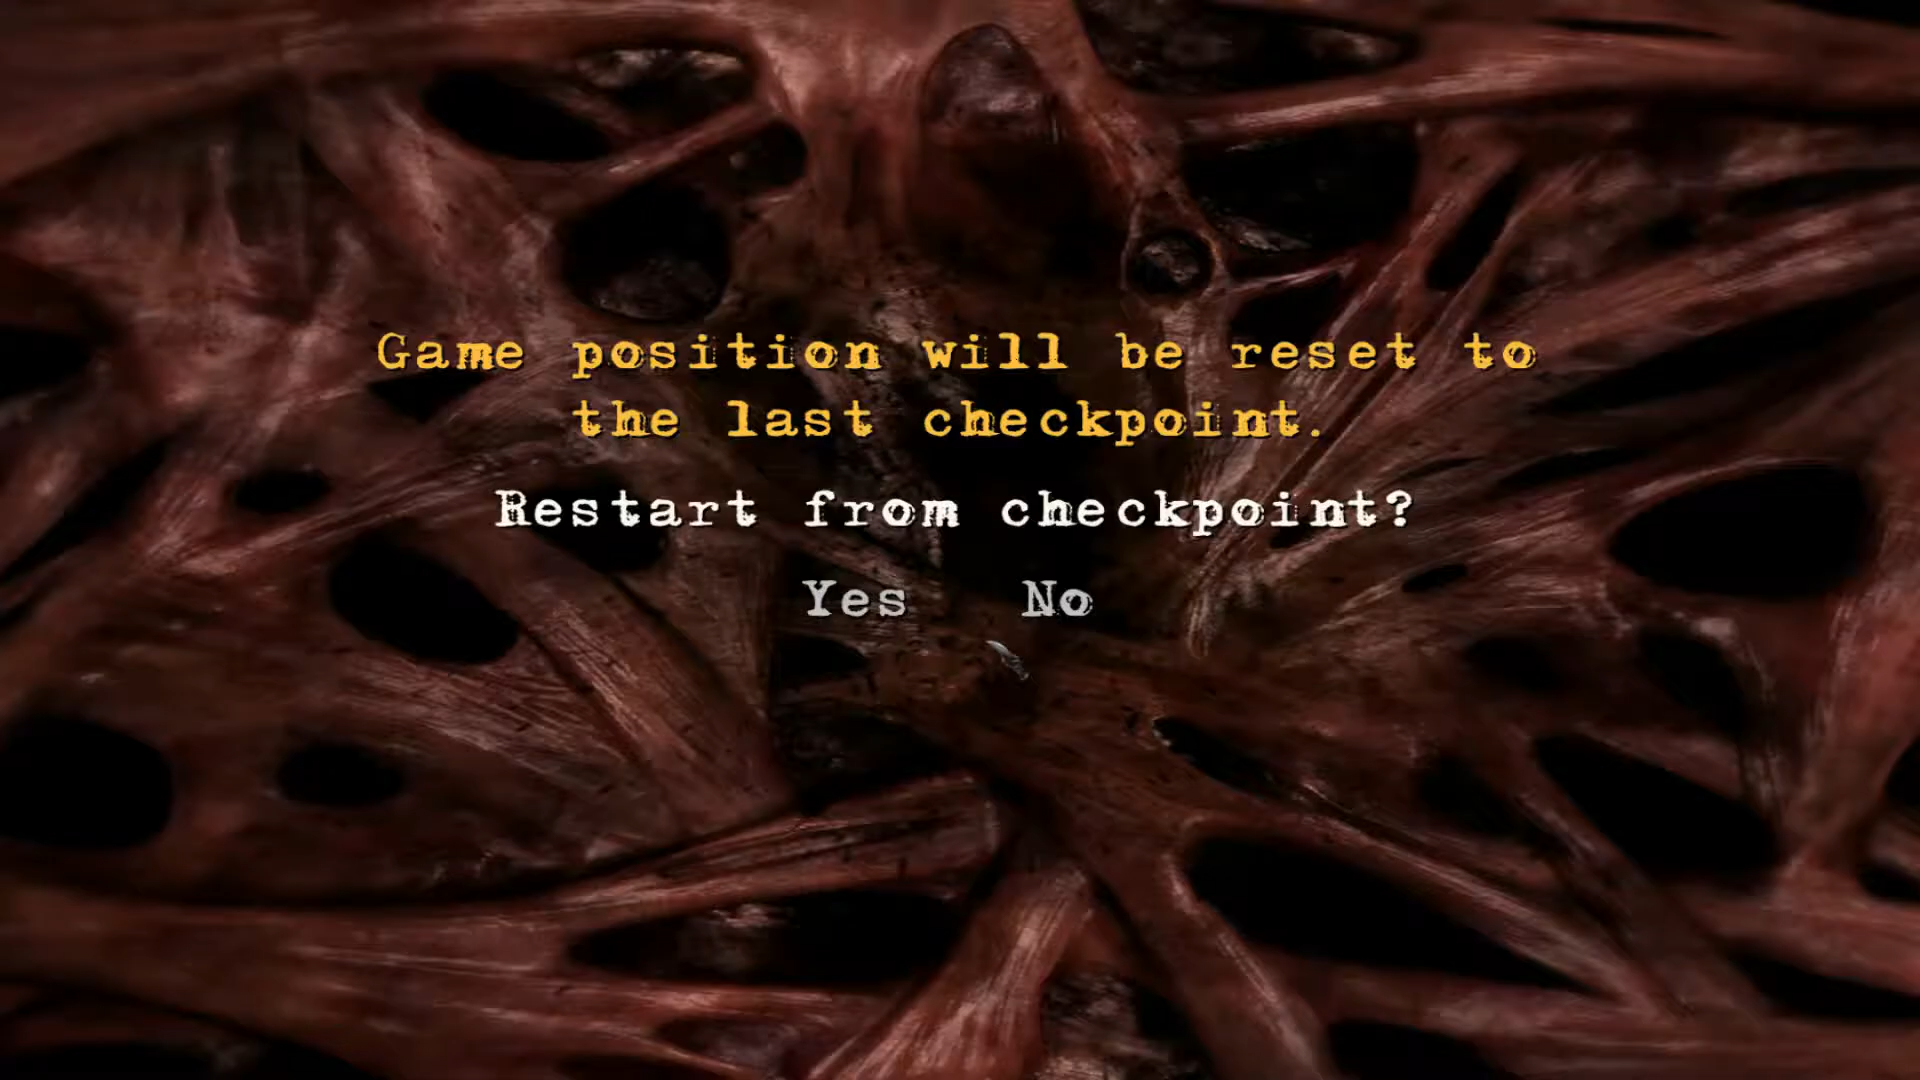 Game position will be reset to
the last checkpoint.
Restart from checkpoint?
Yes No